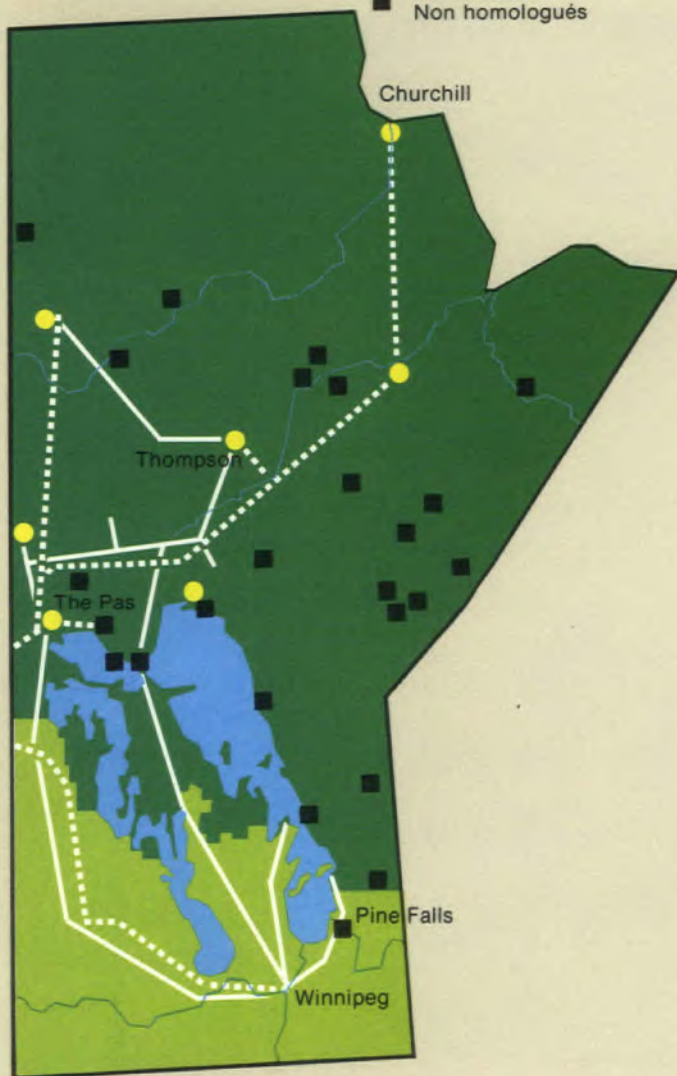 Non homologués
Churchill
Thompson
The Pas
Pine Falls
Winnipeg